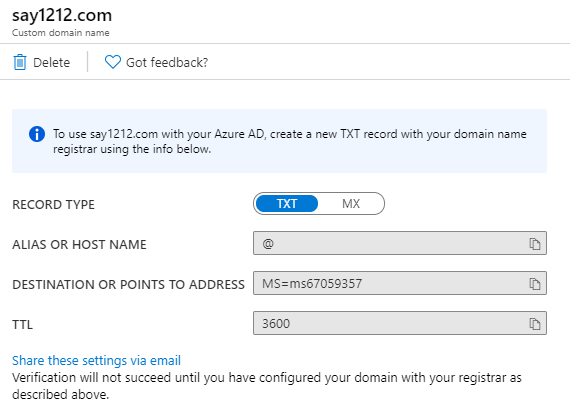 say1212.com
Custom domain name
Delete Got feedback?
To use say1212.com with your Azure AD, create a new TXT record with your domain name
registrar using the info below.
RECORD TYPE TXT MX
ALIAS OR HOST NAME @
DESTINATION OR POINTS TO ADDRESS MS=ms67059357
TTL 3600
Share these settings via email
Verification will not succeed until you have configured your domain with your registrar as
described above.